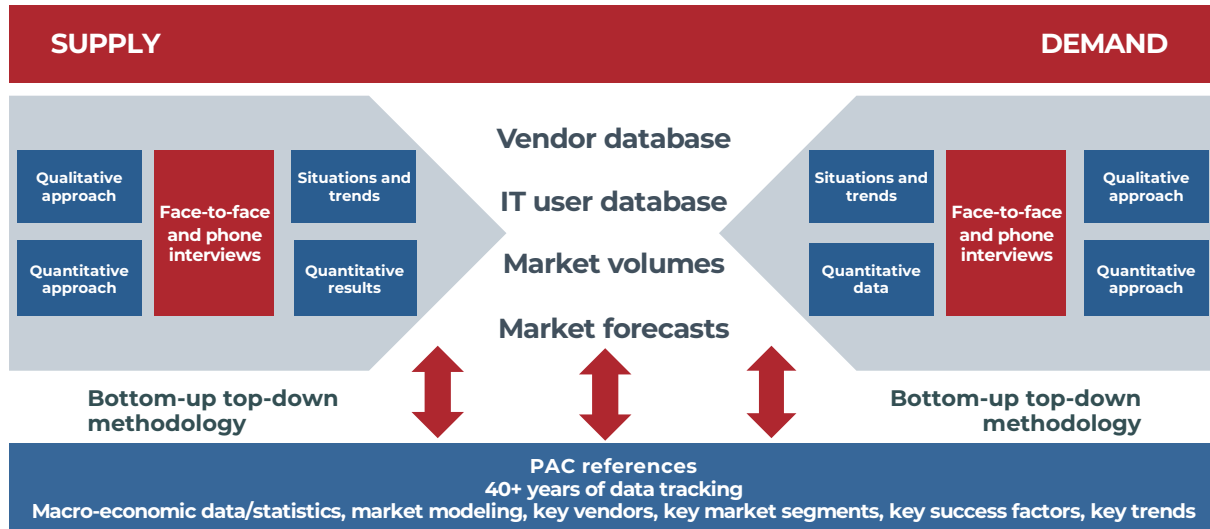 SUPPLY
DEMAND
Qualitative
approach
Quantitative
approach
Face-to-face
and phone
interviews
Situations and
trends
Quantitative
results
Vendor database
IT user database
Market volumes
Market forecasts
Situations and
trends
Quantitative
data
Face-to-face
and phone
interviews
Qualitative
approach
Quantitative
approach
Bottom-up top-down
methodology
Bottom-up top-down
methodology
PAC references
40+ years of data tracking
Macro-economic data/statistics, market modeling, key vendors, key market segments, key success factors, key trends